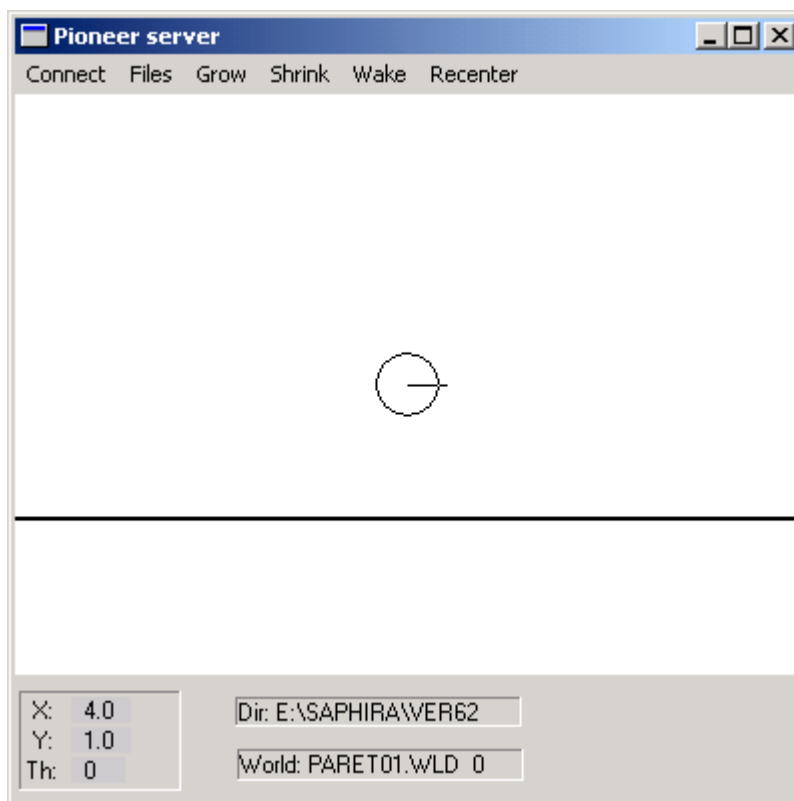 Pioneer server
Connect Files Grow Shrink Wake Recenter
X: 4.0
Y: 1.0
Th: 0
Dir: E:\SAPHIRA\VER62
World: PARET01.WLD 0